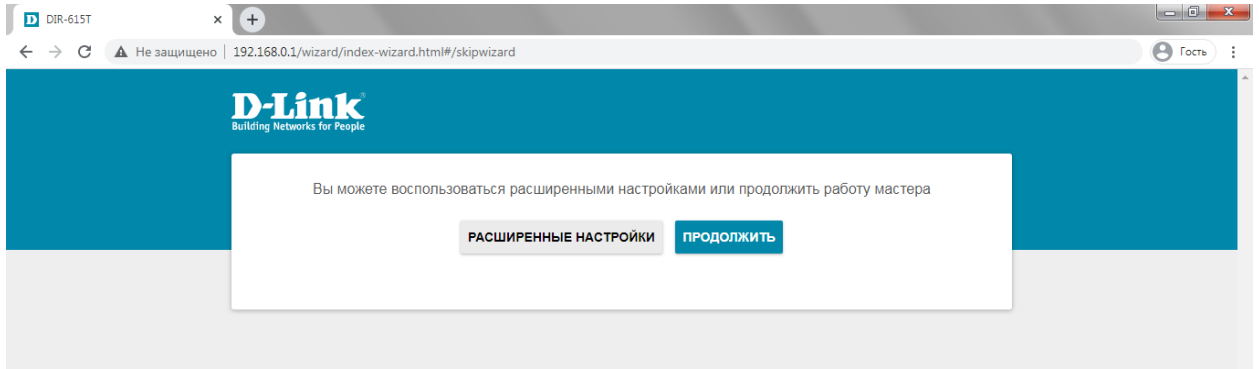 DIR-615T
Не защищено
192.168.0.1/wizard/index-wizard.html#/skipwizard
Гость
D-Link®
Building Networks for People
Вы можете воспользоваться расширенными настройками или продолжить работу мастера
РАСШИРЕННЫЕ НАСТРОЙКИ
ПРОДОЛЖИТЬ